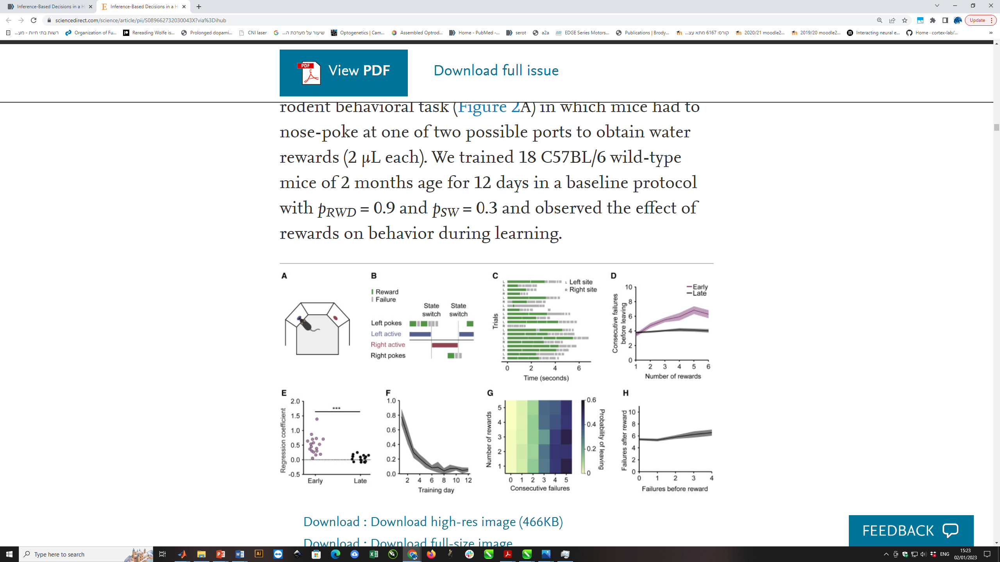 Inference-Based Decisions in a H
Inference-Based Decisions in a H
sciencedirect.com/science/article/pii/S089662732030043X?via%3Dihub
Update
רשות בתי חיות - מע...
Organization of Fu...
Rereading Wolfe is...
Prolonged dopami...
CNI laser
שיעור על מערכת ה...
Optogenetics | Cam...
Assembled Optrod...
Home - PubMed -...
serot
a2a
EDGE Series Motors...
Publications | Brody...
קורס: 6167 מתא עצ...
2020/21 moodle2...
2019/20 moodle2...
Interacting neural e...
Home · cortex-lab/...
PDF
View PDF
Download full issue
rodent behavioral task (Figure 2A) in which mice had to
nose-poke at one of two possible ports to obtain water
rewards (2 μL each). We trained 18 C57BL/6 wild-type
mice of 2 months age for 12 days in a baseline protocol
with pRWD = 0.9 and pSW = 0.3 and observed the effect of
rewards on behavior during learning.
A
B
Reward
Failure
State switch
State switch
Left pokes
Left active
Right active
Right pokes
C
L Left site
R Right site
Trials
0 2 4 6
Time (seconds)
D
Early
Late
Consecutive failures before leaving
10
8
6
4
2
0
1 2 3 4 5 6
Number of rewards
E
Regression coefficient
2.0
1.5
1.0
0.5
0.0
-0.5
***
Early
Late
F
1.0
0.8
0.6
0.4
0.2
0.0
2 4 6 8 10 12
Training day
G
Number of rewards
5
4
3
2
1
0 1 2 3 4 5
Consecutive failures
0.6
0.4
0.2
0
Probability of leaving
H
Failures after reward
10
8
6
4
2
0
0 1 2 3 4
Failures before reward
Download : Download high-res image (466KB)
Download : Download full-size image
FEEDBACK
Type here to search
ENG
15:23
02/01/2023